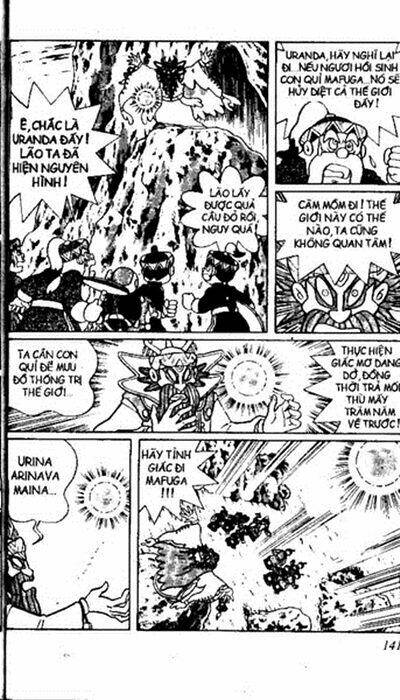 Ê, CHẮC LÀ
URANDA ĐẤY!
LÃO TA ĐÃ
HIỆN NGUYÊN
HÌNH!
LÃO LẤY
ĐƯỢC QUẢ
CẦU ĐỎ RỒI,
NGUY QUÁ!
URANDA, HÃY NGHĨ LẠI
ĐI...NẾU NGƯƠI HỒI SINH
CON QUỈ MAFUGA...NÓ SẼ
HỦY DIỆT CẢ THẾ GIỚI
ĐẤY!
CÂM MỒM ĐI! THẾ
GIỚI NÀY CÓ THẾ
NÀO, TA CŨNG
KHÔNG QUAN TÂM!
TA CẦN CON
QUỈ ĐỂ MƯU
ĐỒ THỐNG TRỊ
THẾ GIỚI...
THỰC HIỆN
GIẤC MƠ DANG
DỞ, ĐỒNG
THỜI TRẢ MỐI
THÙ MẤY
TRĂM NĂM
VỀ TRƯỚC!
URINA
ARINAVA
MAINA...
HÃY TỈNH
GIẤC ĐI
MAFUGA
!!!
141